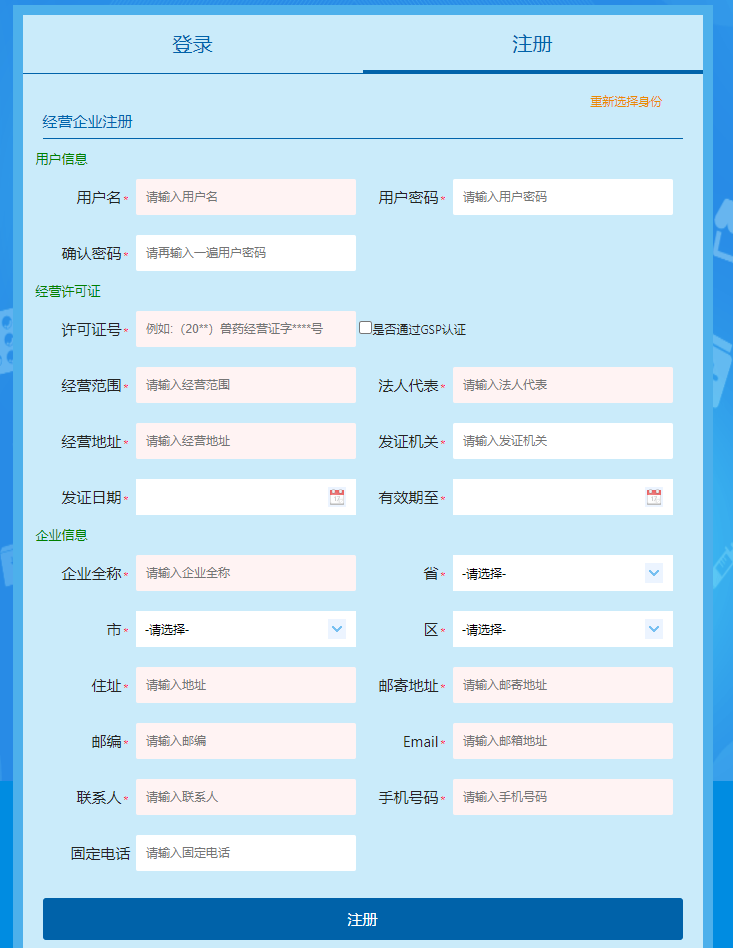 登录 注册
重新选择身份
经营企业注册
用户信息
用户名* 请输入用户名 用户密码* 请输入用户密码
确认密码* 请再输入一遍用户密码
经营许可证
许可证号* 例如:（20**）兽药经营证字****号 是否通过GSP认证
经营范围* 请输入经营范围 法人代表* 请输入法人代表
经营地址* 请输入经营地址 发证机关* 请输入发证机关
发证日期* 有效期至*
企业信息
企业全称* 请输入企业全称 省* -请选择-
市* -请选择- 区* -请选择-
住址* 请输入地址 邮寄地址* 请输入邮寄地址
邮编* 请输入邮编 Email* 请输入邮箱地址
联系人* 请输入联系人 手机号码* 请输入手机号码
固定电话 请输入固定电话
注册